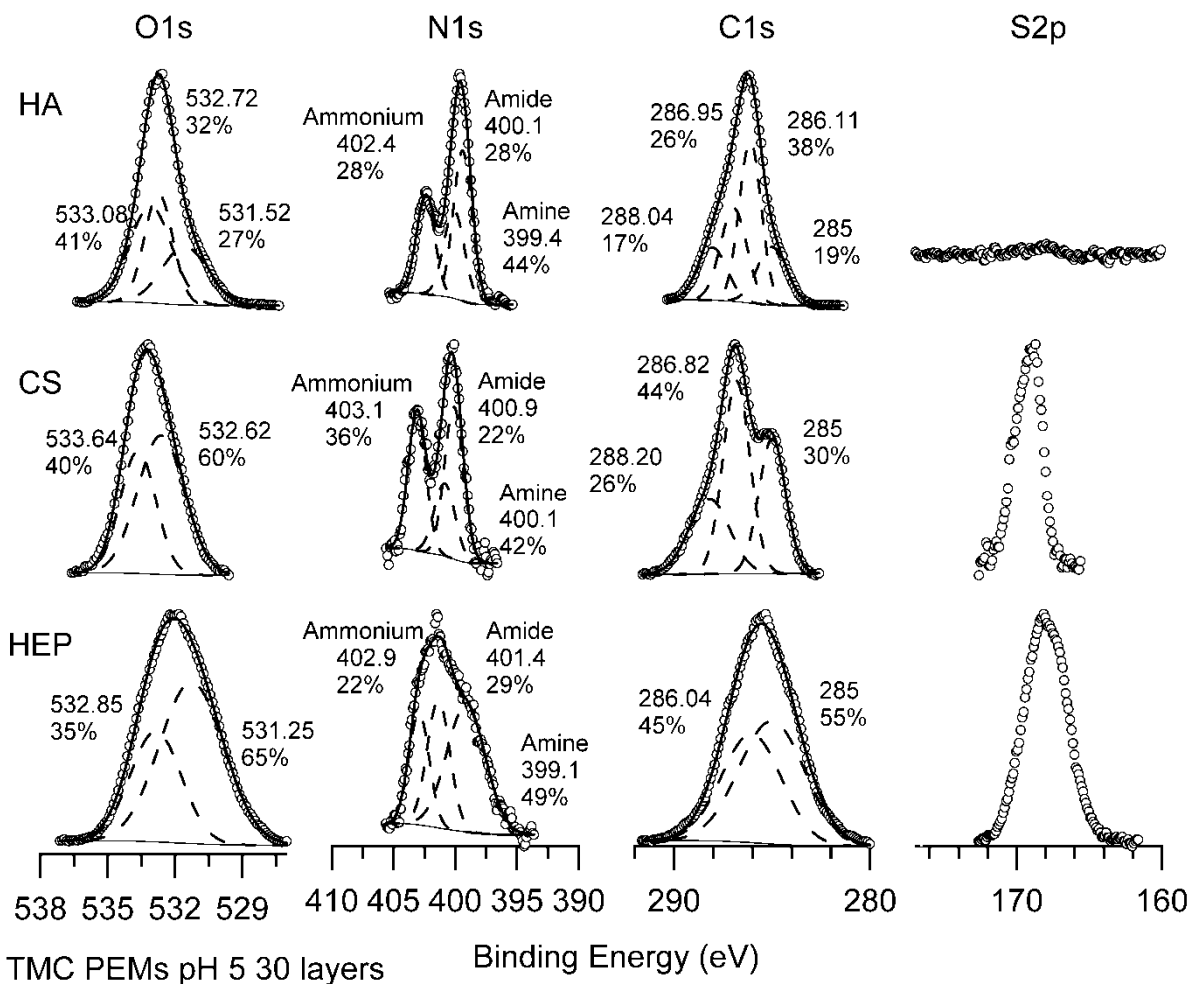 O1s
N1s
C1s
S2p
HA
532.72
32%
533.08
41%
531.52
27%
Ammonium
402.4
28%
Amide
400.1
28%
Amine
399.4
44%
286.95
26%
286.11
38%
288.04
17%
285
19%
CS
533.64
40%
532.62
60%
Ammonium
403.1
36%
Amide
400.9
22%
Amine
400.1
42%
286.82
44%
288.20
26%
285
30%
HEP
532.85
35%
531.25
65%
Ammonium
402.9
22%
Amide
401.4
29%
Amine
399.1
49%
286.04
45%
285
55%
538 535 532 529
410 405 400 395 390
290 280
170 160
Binding Energy (eV)
TMC PEMs pH 5 30 layers